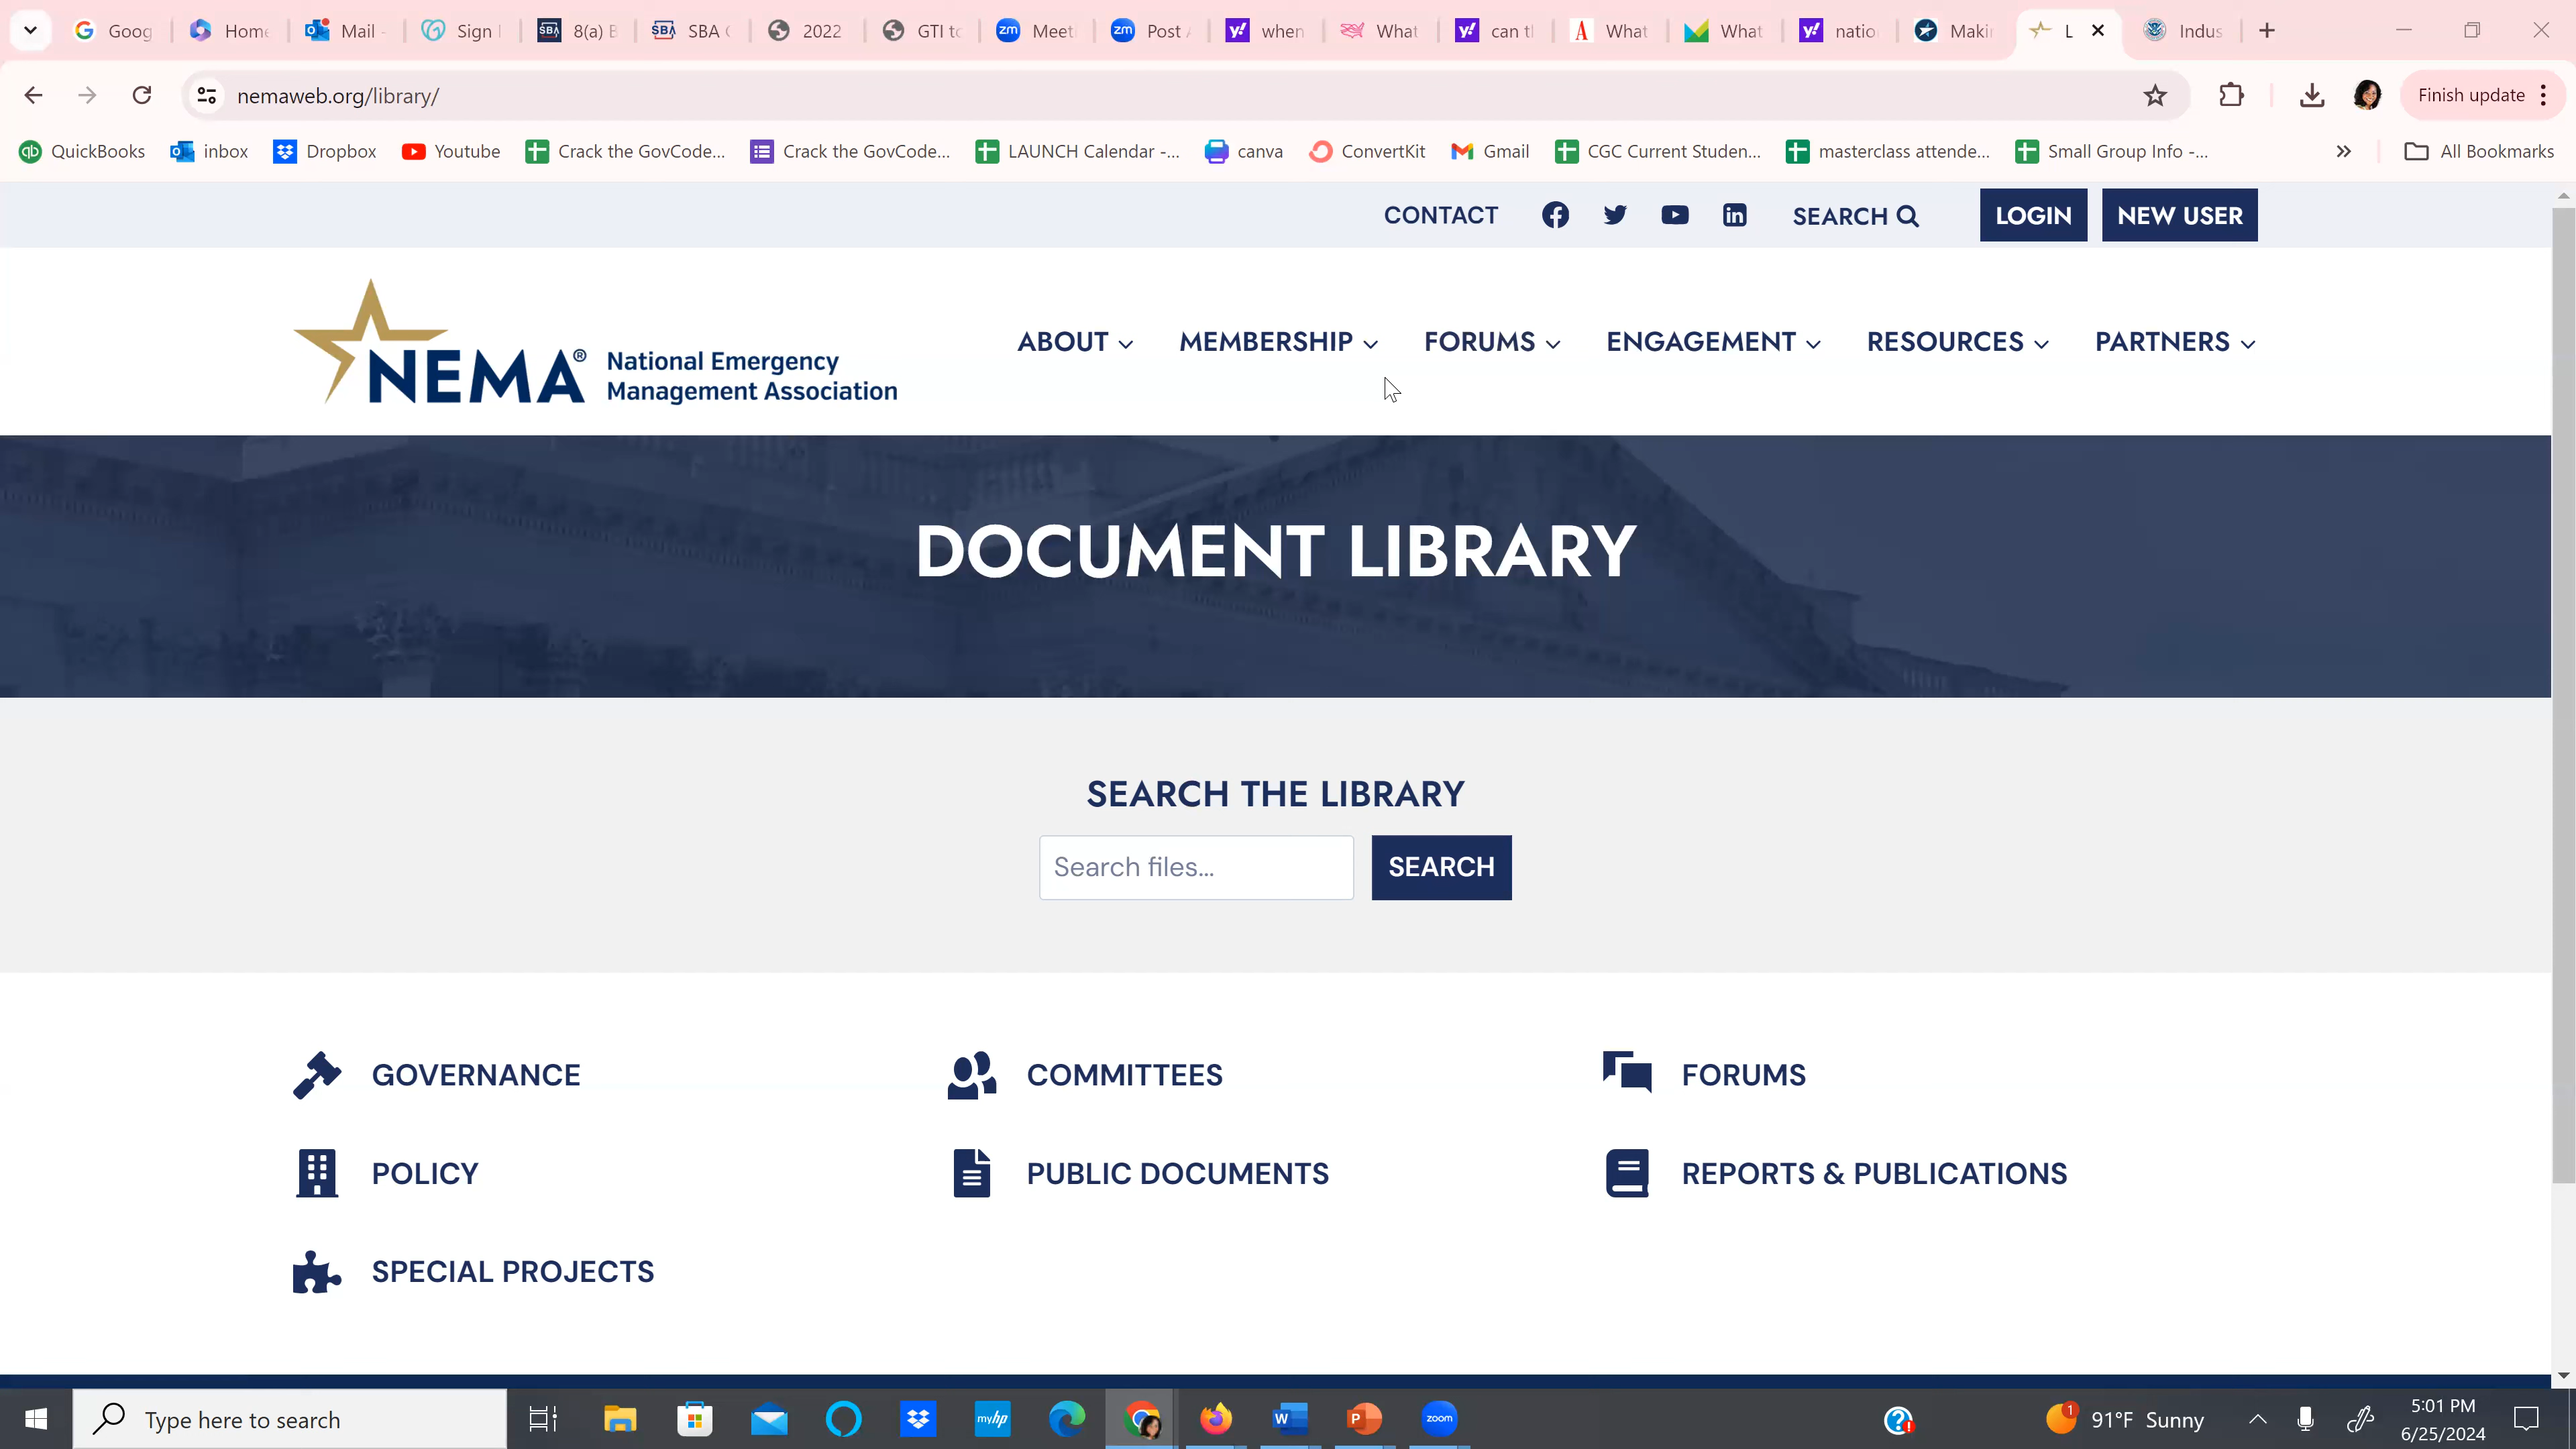 Goog
Home
Mail -
Sign
8(a) B
SBA
2022
GTI to
Meet
Post
when
What
can t
What
What
natio
Maki
L
Indus
nemaweb.org/library/
Finish update
QuickBooks
inbox
Dropbox
Youtube
Crack the GovCode...
Crack the GovCode...
LAUNCH Calendar -...
canva
ConvertKit
Gmail
CGC Current Studen...
masterclass attende...
Small Group Info -...
All Bookmarks
CONTACT
SEARCH
LOGIN
NEW USER
NEMA® National Emergency
Management Association
ABOUT
MEMBERSHIP
FORUMS
ENGAGEMENT
RESOURCES
PARTNERS
DOCUMENT LIBRARY
SEARCH THE LIBRARY
Search files...
SEARCH
GOVERNANCE
COMMITTEES
FORUMS
POLICY
PUBLIC DOCUMENTS
REPORTS & PUBLICATIONS
SPECIAL PROJECTS
Type here to search
91°F Sunny
5:01 PM
6/25/2024